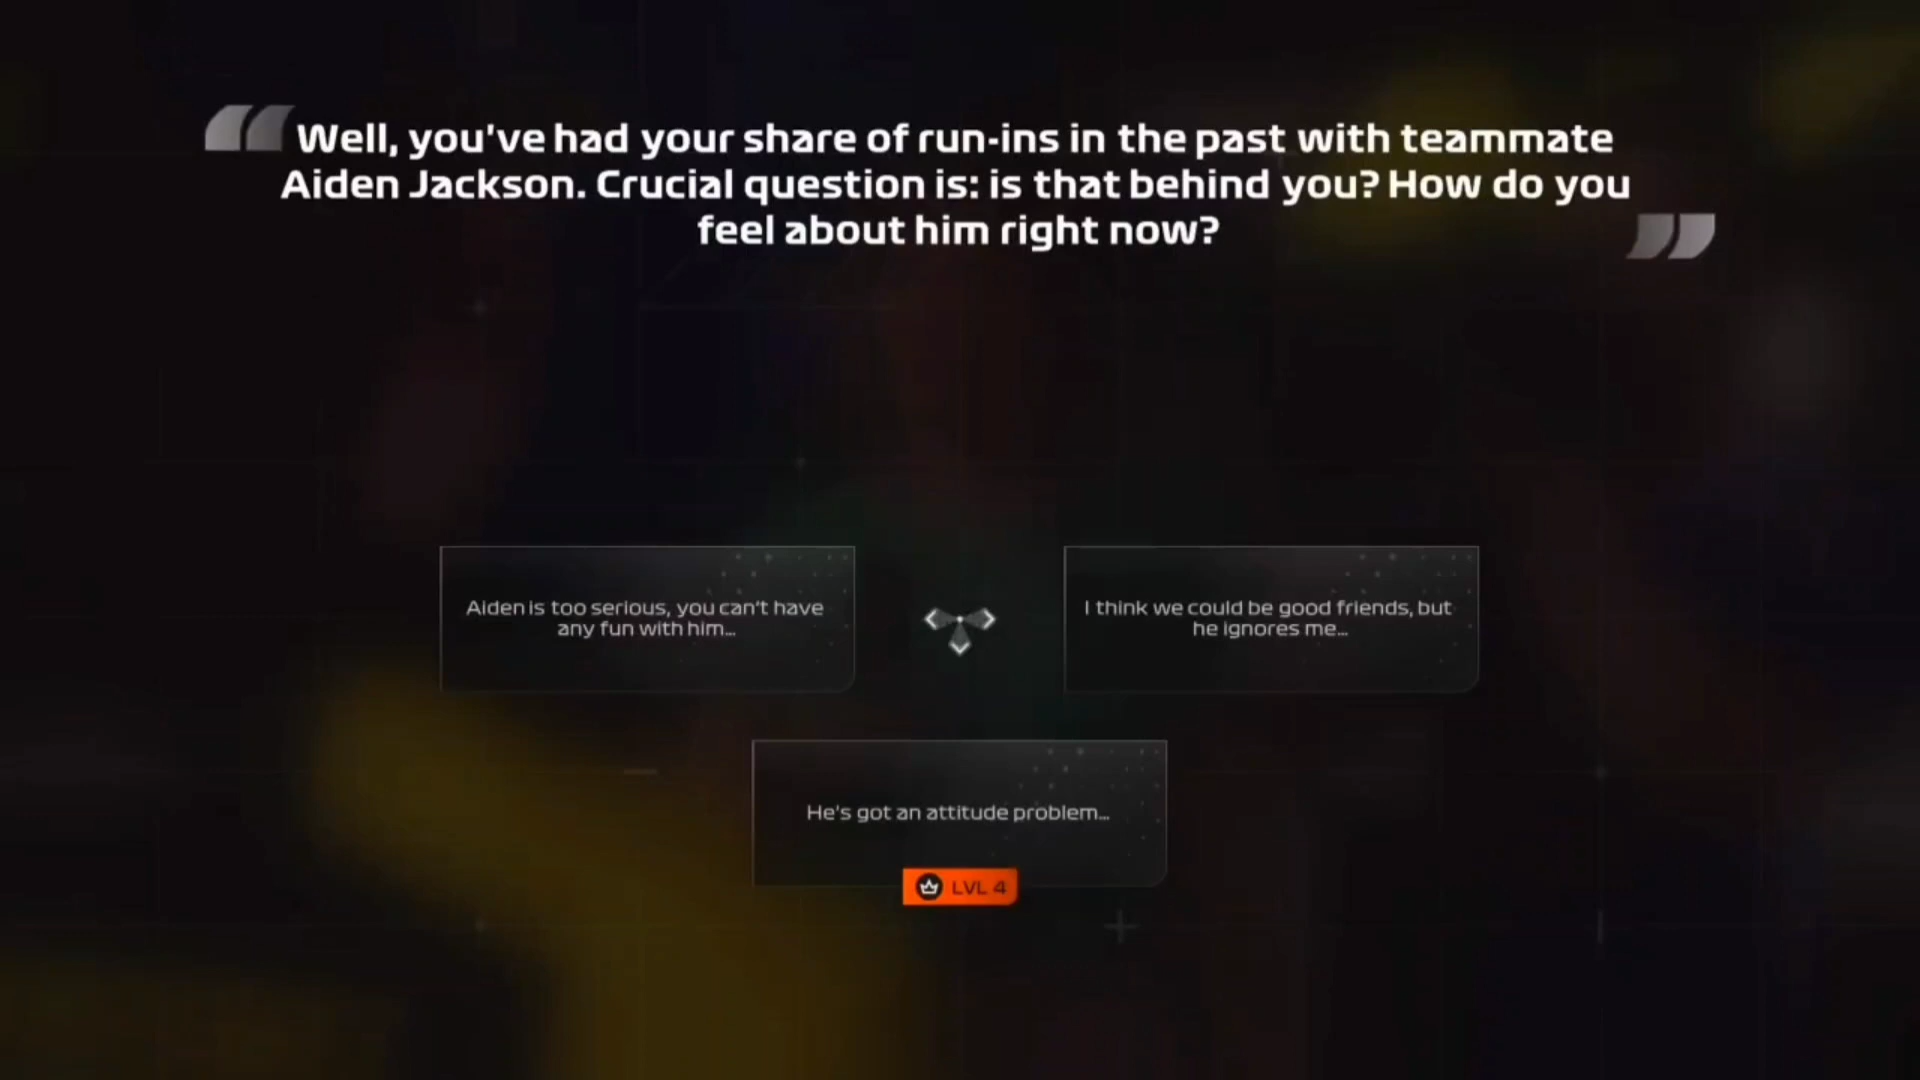 Well, you've had your share of run-ins in the past with teammate
Aiden Jackson. Crucial question is: is that behind you? How do you
feel about him right now?
Aiden is too serious, you can't have
any fun with him...
I think we could be good friends, but
he ignores me...
He's got an attitude problem...
LVL 4